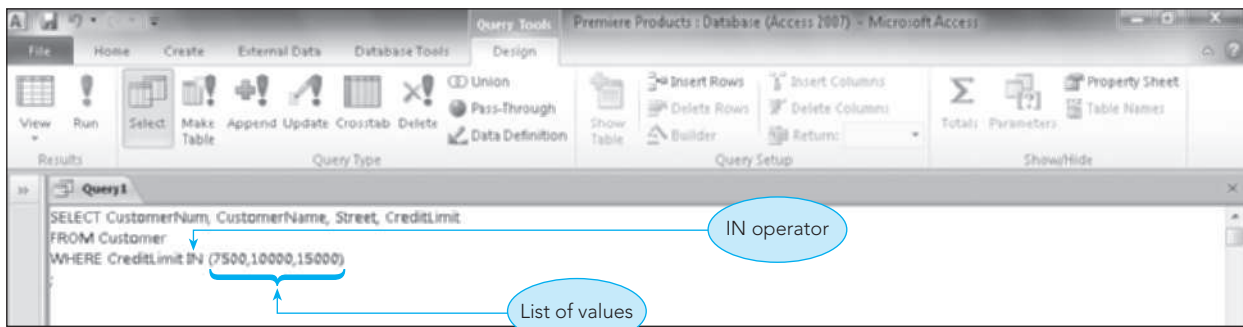 A
Query Tools
Premiere Products : Database (Access 2007) - Microsoft Access
File
Home
Create
External Data
Database Tools
Design
View
Run
Select
Make Table
Append
Update
Crosstab
Delete
Union
Pass-Through
Data Definition
Show Table
Insert Rows
Delete Rows
Builder
Insert Columns
Delete Columns
Return:
Totals
Parameters
Property Sheet
Table Names
Results
Query Type
Query Setup
Show/Hide
Query1
SELECT CustomerNum, CustomerName, Street, CreditLimit
FROM Customer
WHERE CreditLimit IN (7500,10000,15000)
;
IN operator
List of values